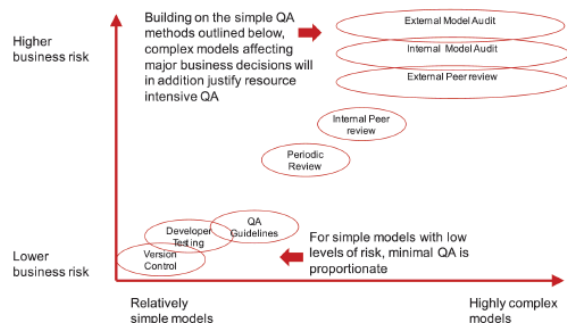 Higher
business risk
Building on the simple QA
methods outlined below,
complex models affecting
major business decisions will
in addition justify resource
intensive QA
External Model Audit
Internal Model Audit
External Peer review
Internal Peer
review
Periodic
Review
QA
Guidelines
Developer
Testing
Version
Control
For simple models with low
levels of risk, minimal QA is
proportionate
Lower
business risk
Relatively
simple models
Highly complex
models